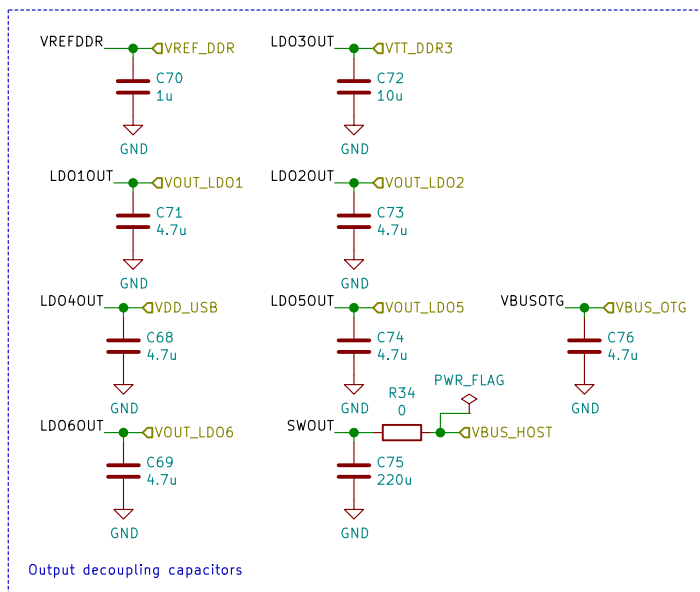 VREFDDR
VREF_DDR
C70
1u
GND
LDO3OUT
VTT_DDR3
C72
10u
GND
LDO1OUT
VOUT_LDO1
C71
4.7u
GND
LDO2OUT
VOUT_LDO2
C73
4.7u
GND
LDO4OUT
VDD_USB
C68
4.7u
GND
LDO5OUT
VOUT_LDO5
C74
4.7u
GND
VBUSOTG
VBUS_OTG
C76
4.7u
GND
LDO6OUT
VOUT_LDO6
C69
4.7u
GND
SWOUT
R34
0
PWR_FLAG
VBUS_HOST
C75
220u
GND
Output decoupling capacitors